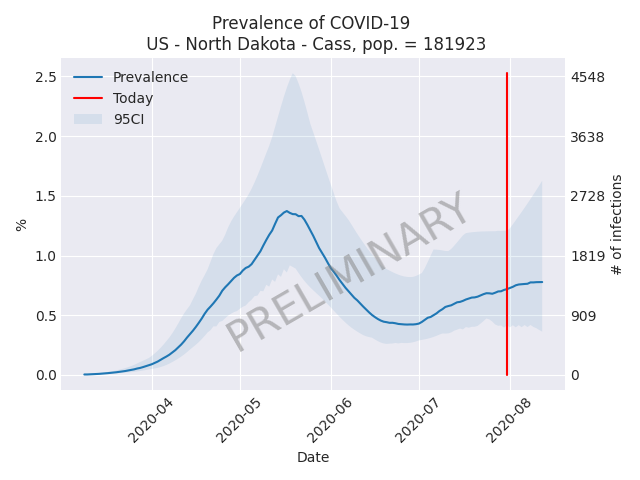 Prevalence of COVID-19
US - North Dakota - Cass, pop. = 181923
Prevalence
Today
95CI
2.5
2.0
1.5
1.0
0.5
0.0
%
4548
3638
2728
1819
909
0
# of infections
PRELIMINARY
2020-04
2020-05
2020-06
2020-07
2020-08
Date